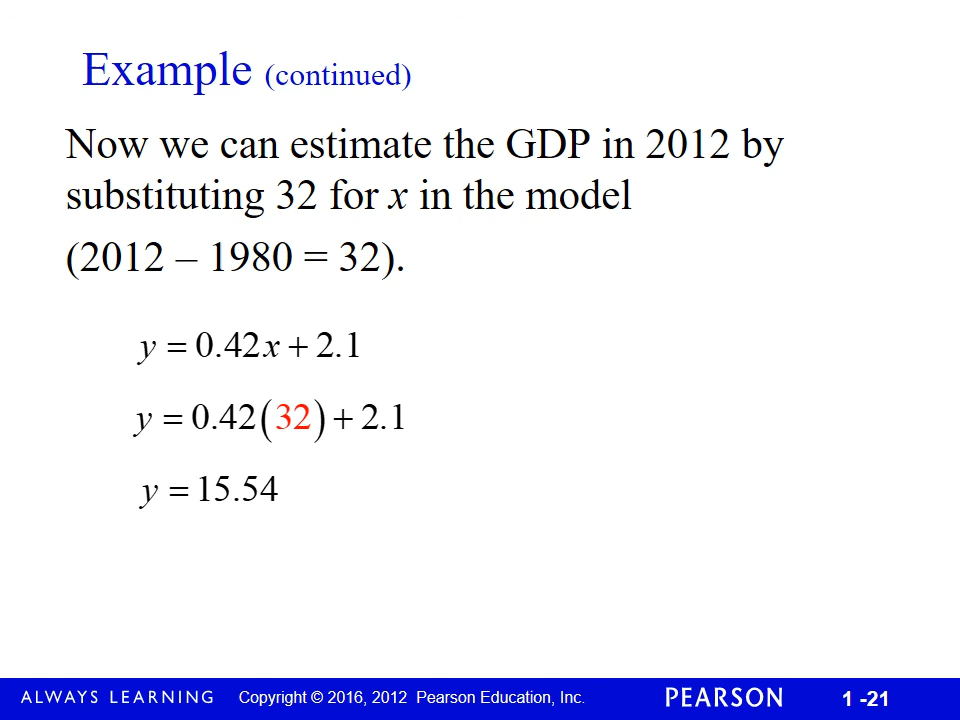 Example (continued)
Now we can estimate the GDP in 2012 by
substituting 32 for x in the model
(2012 – 1980 = 32).
y = 0.42x + 2.1
y = 0.42(32) + 2.1
y = 15.54
ALWAYS LEARNING Copyright © 2016, 2012 Pearson Education, Inc. PEARSON 1 -21